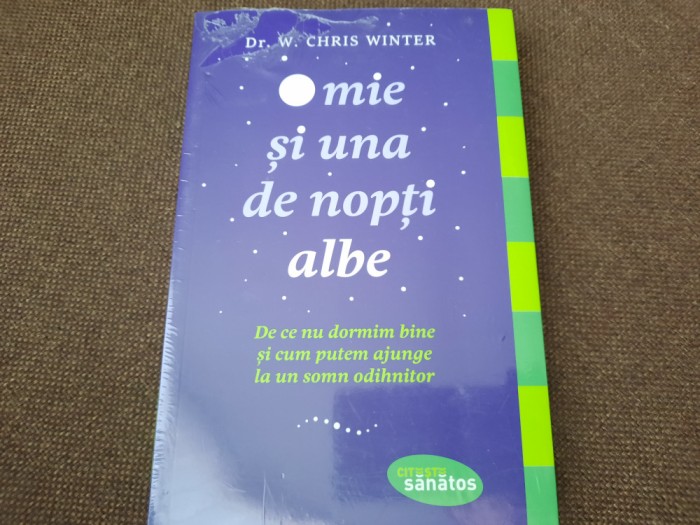 Dr. W. CHRIS WINTER
O mie
și una
de nopți
albe
De ce nu dormim bine
și cum putem ajunge
la un somn odihnitor
CITEȘTE
sănătos